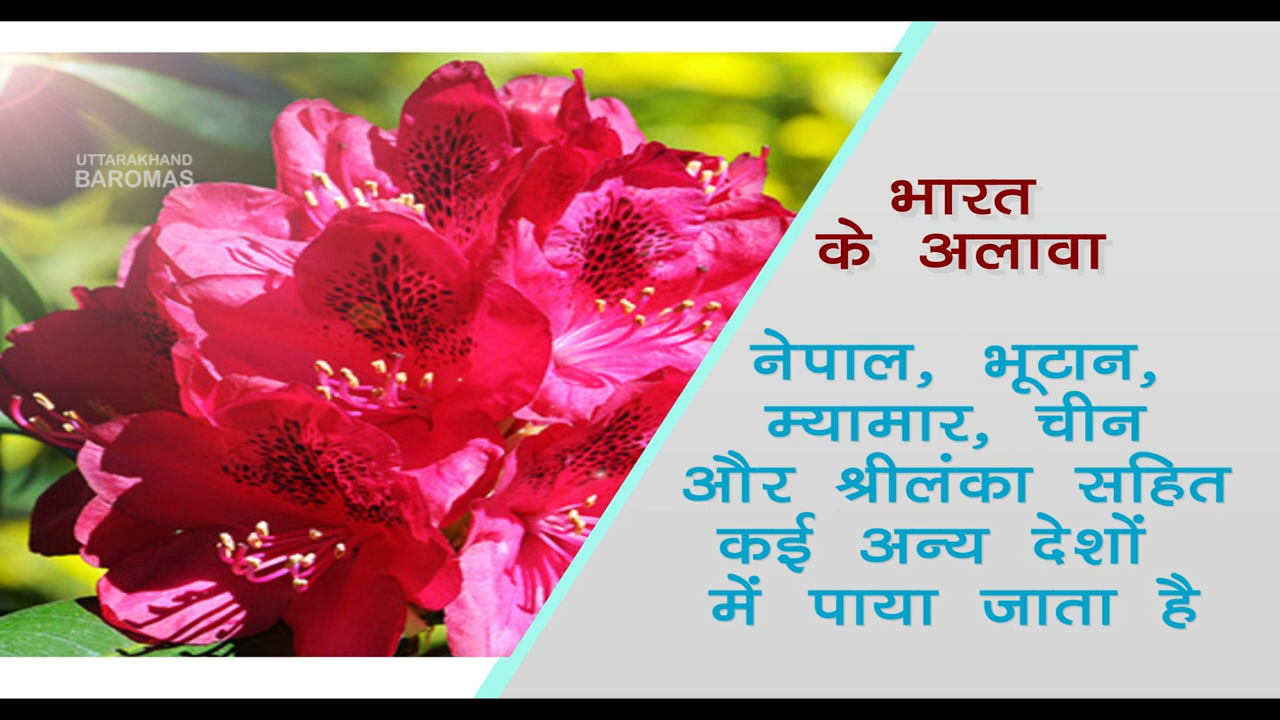 UTTARAKHAND
BAROMAS
भारत
के अलावा
नेपाल, भूटान,
म्यामार, चीन
और श्रीलंका सहित
कई अन्य देशों
में पाया जाता है